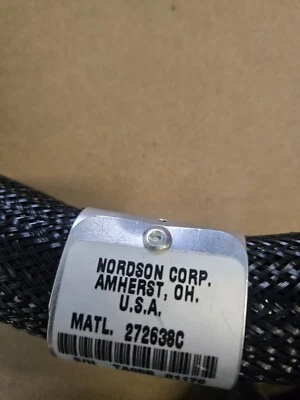 NORDSON CORP.
AMHERST, OH.
U.S.A.
MATL. 272638C
S/N